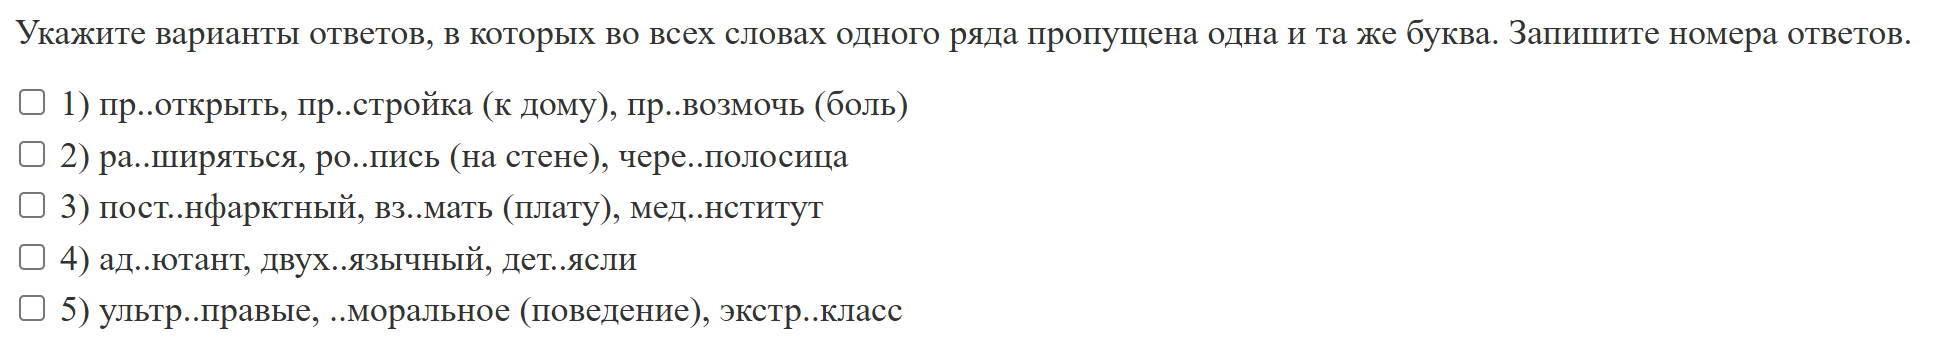 Укажите варианты ответов, в которых во всех словах одного ряда пропущена одна и та же буква. Запишите номера ответов.
1) пр..открыть, пр..стройка (к дому), пр..возмочь (боль)
2) ра..ширяться, ро..пись (на стене), чере..полосица
3) пост..нфарктный, вз..мать (плату), мед..нститут
4) ад..ютант, двух..язычный, дет..ясли
5) ультр..правые, ..моральное (поведение), экстр..класс